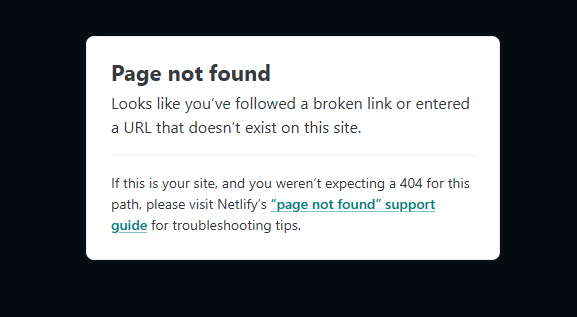 Page not found
Looks like you’ve followed a broken link or entered
a URL that doesn’t exist on this site.
If this is your site, and you weren’t expecting a 404 for this
path, please visit Netlify’s “page not found” support
guide for troubleshooting tips.